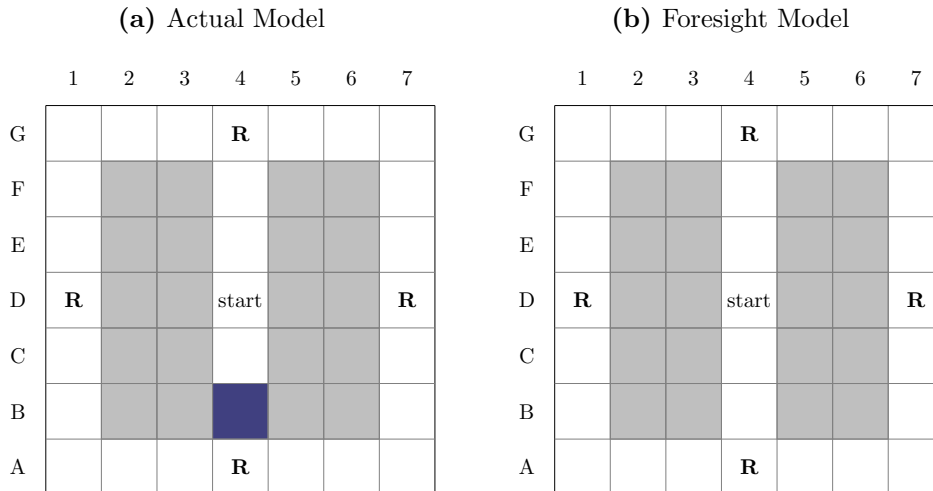 (a) Actual Model
1 2 3 4 5 6 7
G R
F
E
D R start R
C
B
A R
(b) Foresight Model
1 2 3 4 5 6 7
G R
F
E
D R start R
C
B
A R